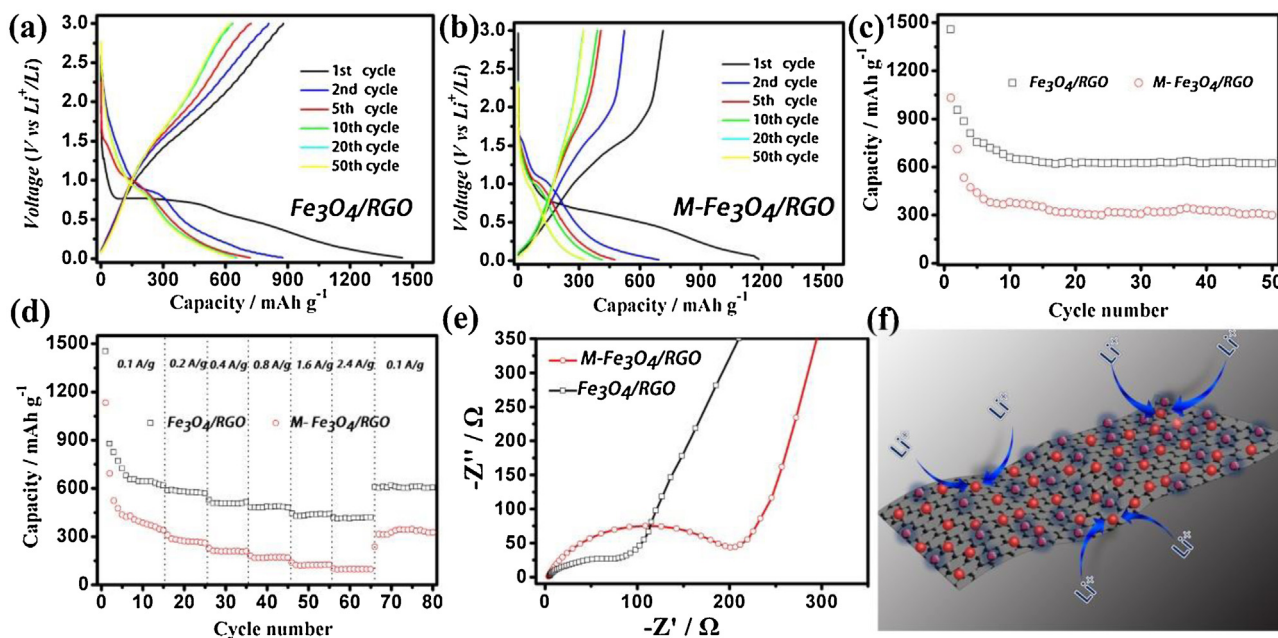 (a)
3.0
2.5
2.0
1.5
1.0
0.5
0.0
Voltage (V vs Li⁺/Li)
1st cycle
2nd cycle
5th cycle
10th cycle
20th cycle
50th cycle
Fe₃O₄/RGO
0 300 600 900 1200 1500
Capacity / mAh g⁻¹
(b)
3.0
2.5
2.0
1.5
1.0
0.5
0.0
Voltage (V vs Li⁺/Li)
1st cycle
2nd cycle
5th cycle
10th cycle
20th cycle
50th cycle
M-Fe₃O₄/RGO
0 300 600 900 1200 1500
Capacity / mAh g⁻¹
(c)
1500
1200
900
600
300
0
Capacity / mAh g⁻¹
Fe₃O₄/RGO M-Fe₃O₄/RGO
0 10 20 30 40 50
Cycle number
(d)
1500
1200
900
600
300
0
Capacity / mAh g⁻¹
0.1 A/g 0.2 A/g 0.4 A/g 0.8 A/g 1.6 A/g 2.4 A/g 0.1 A/g
Fe₃O₄/RGO M- Fe₃O₄/RGO
0 10 20 30 40 50 60 70 80
Cycle number
(e)
350
300
250
200
150
100
50
0
-Z'' / Ω
M-Fe₃O₄/RGO
Fe₃O₄/RGO
0 100 200 300
-Z' / Ω
(f)
Li⁺
Li⁺
Li⁺
Li⁺
Li⁺
Li⁺